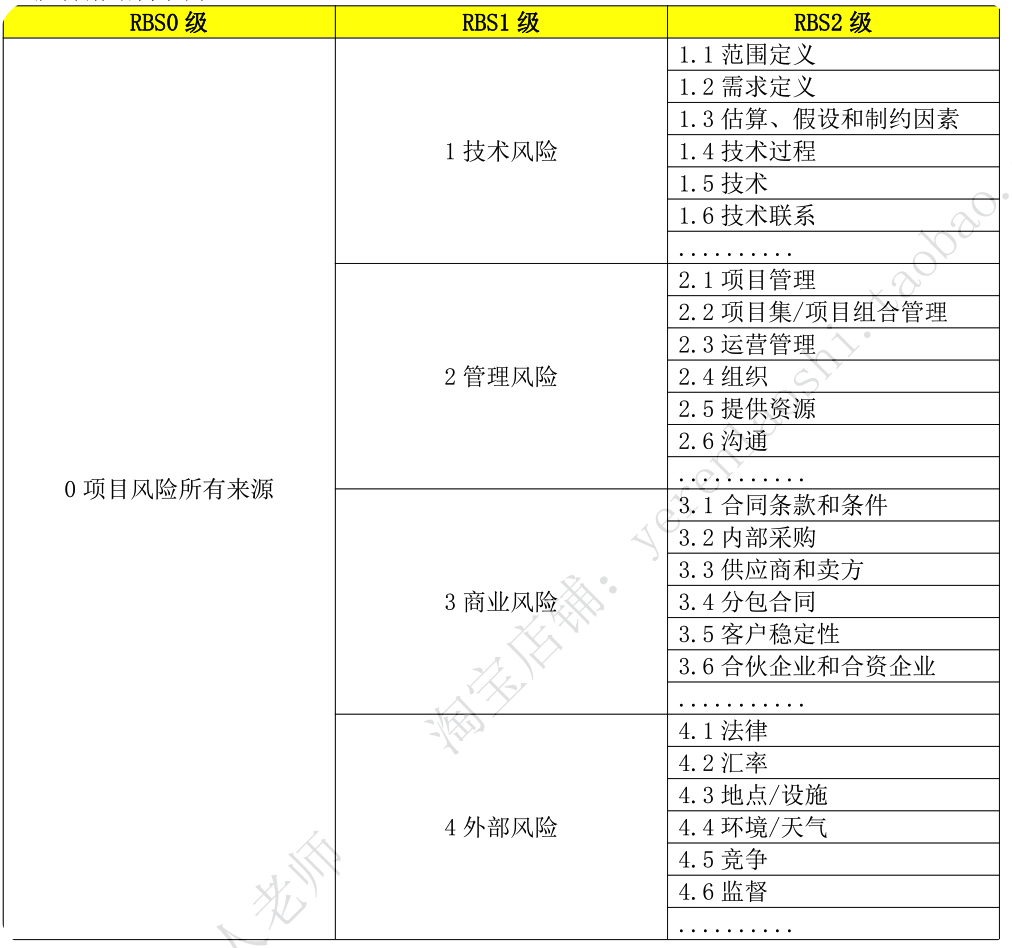 RBS0 级 RBS1 级 RBS2 级
0 项目风险所有来源
1 技术风险
1.1 范围定义
1.2 需求定义
1.3 估算、假设和制约因素
1.4 技术过程
1.5 技术
1.6 技术联系
..........
2 管理风险
2.1 项目管理
2.2 项目集/项目组合管理
2.3 运营管理
2.4 组织
2.5 提供资源
2.6 沟通
...........
3 商业风险
3.1 合同条款和条件
3.2 内部采购
3.3 供应商和卖方
3.4 分包合同
3.5 客户稳定性
3.6 合伙企业和合资企业
...........
4 外部风险
4.1 法律
4.2 汇率
4.3 地点/设施
4.4 环境/天气
4.5 竞争
4.6 监督
..........
淘宝店铺：yerenlaoshi.taobao.
人老师